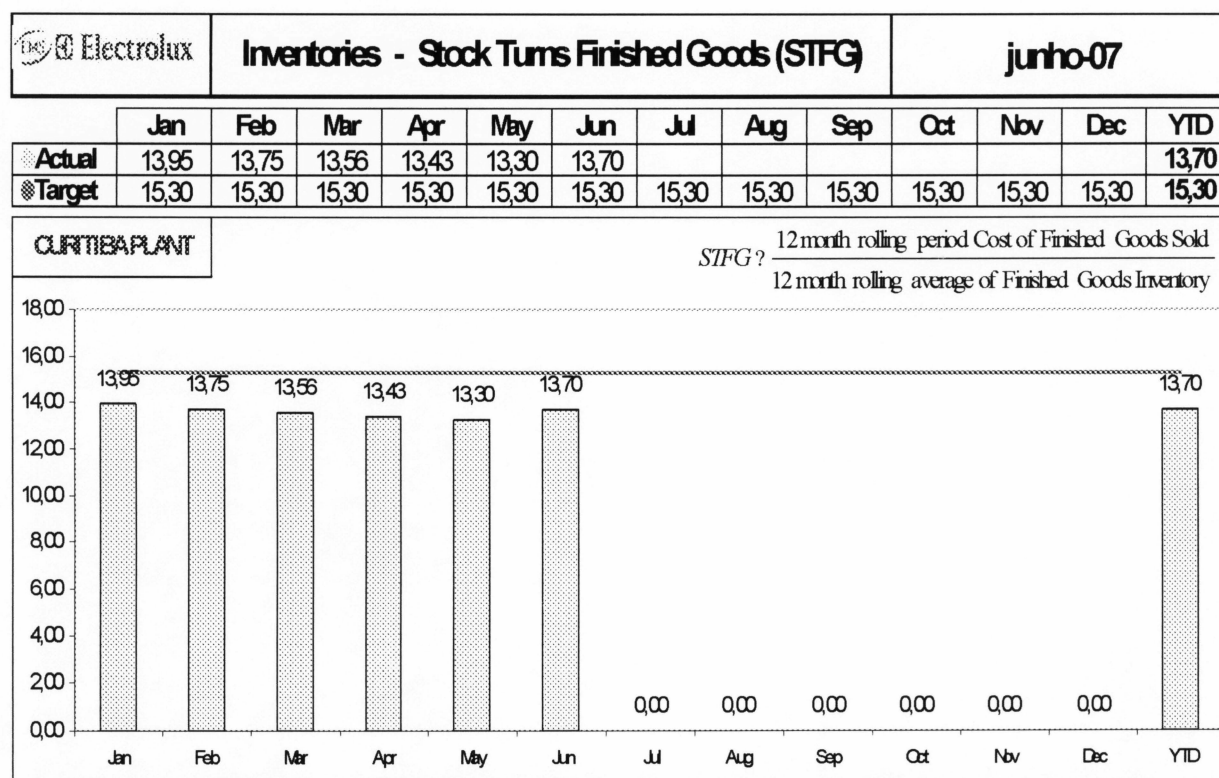 Electrolux
Inventories - Stock Turns Finished Goods (STFG)
junho-07
Jan Feb Mar Apr May Jun Jul Aug Sep Oct Nov Dec YTD
Actual 13,95 13,75 13,56 13,43 13,30 13,70 13,70
Target 15,30 15,30 15,30 15,30 15,30 15,30 15,30 15,30 15,30 15,30 15,30 15,30 15,30
CURITIBA PLANT
STFG ? 12 month rolling period Cost of Finished Goods Sold
12 month rolling average of Finished Goods Inventory
18,00
16,00
14,00
12,00
10,00
8,00
6,00
4,00
2,00
0,00
13,95 13,75 13,56 13,43 13,30 13,70 0,00 0,00 0,00 0,00 0,00 0,00 13,70
Jan Feb Mar Apr May Jun Jul Aug Sep Oct Nov Dec YTD